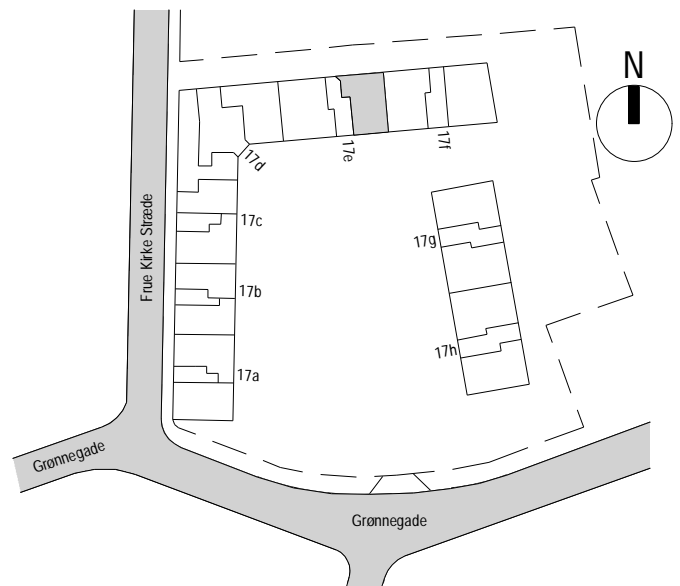 N
17d
17e
17f
17c
17g
Frue Kirke Stræde
17b
17h
17a
Grønnegade
Grønnegade